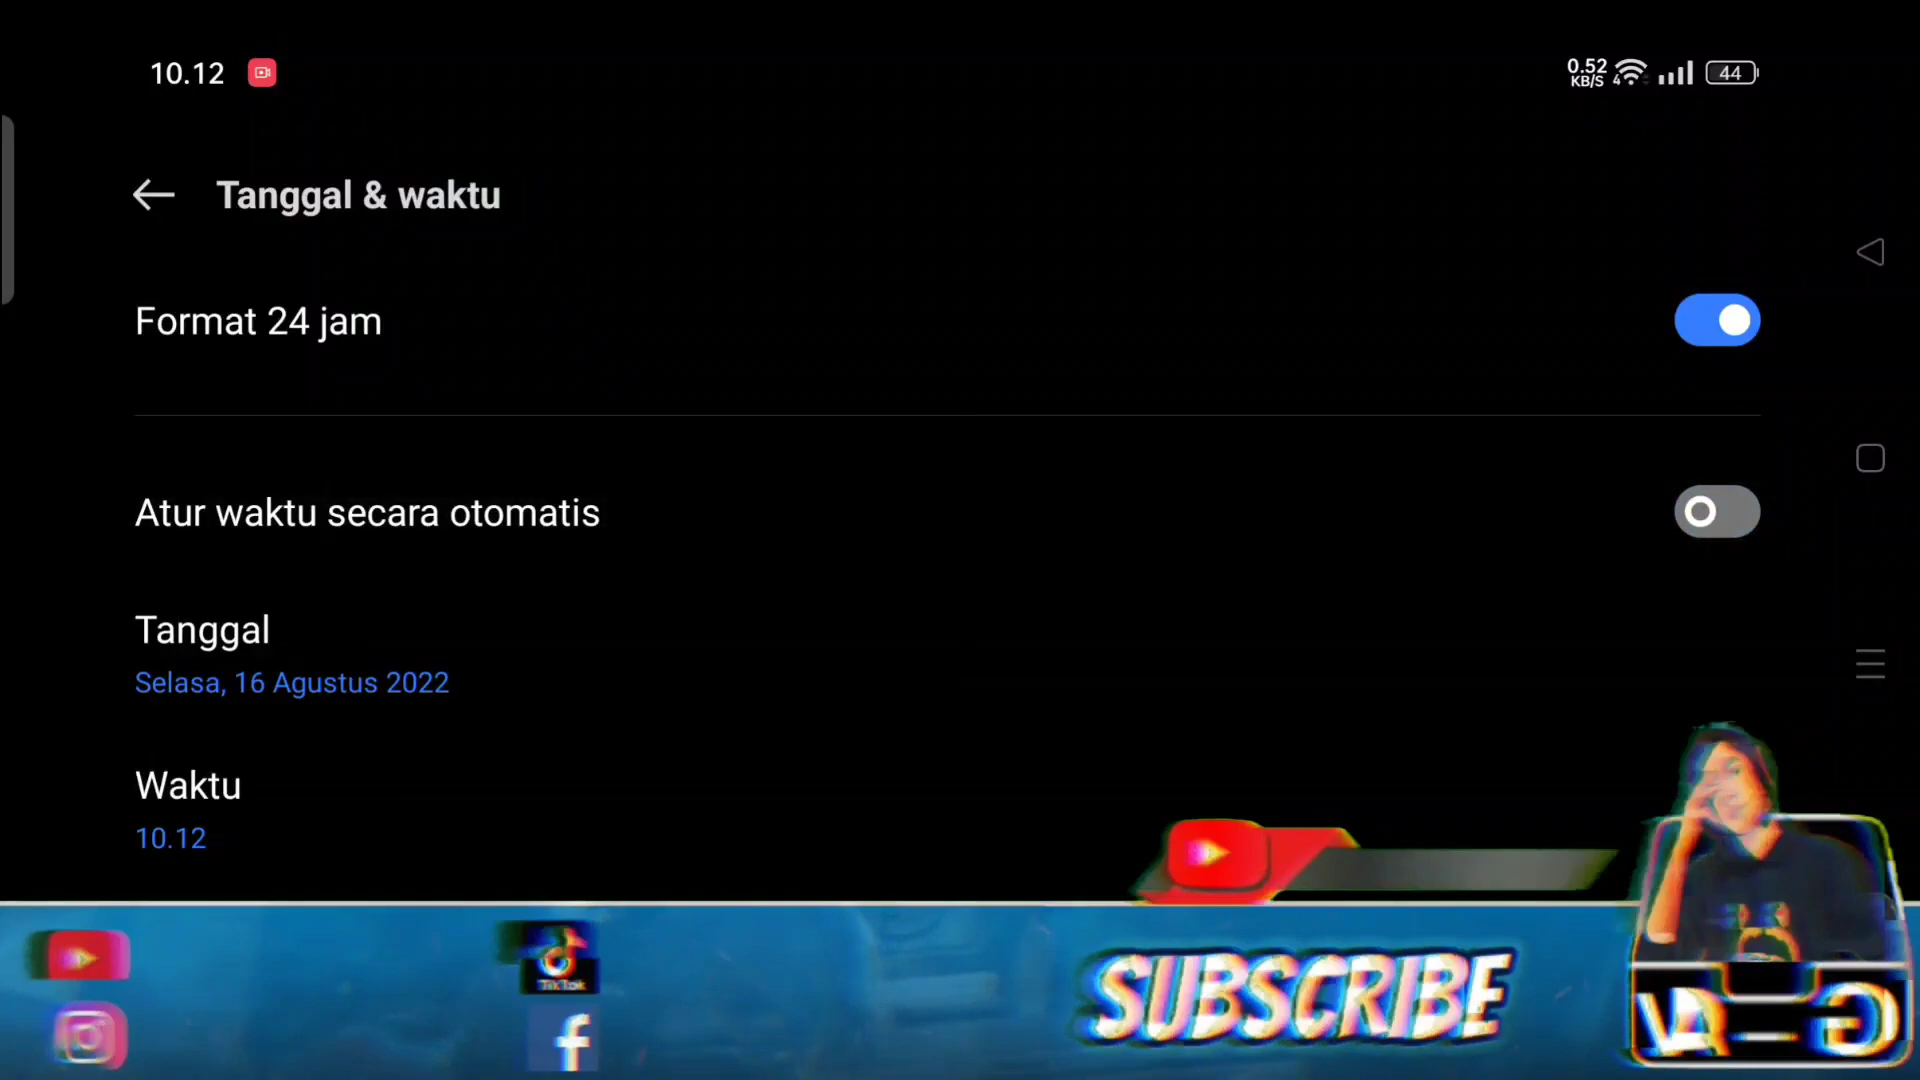 10.12
0.52
KB/S
44
Tanggal & waktu
Format 24 jam
Atur waktu secara otomatis
Tanggal
Selasa, 16 Agustus 2022
Waktu
10.12
TikTok
SUBSCRIBE